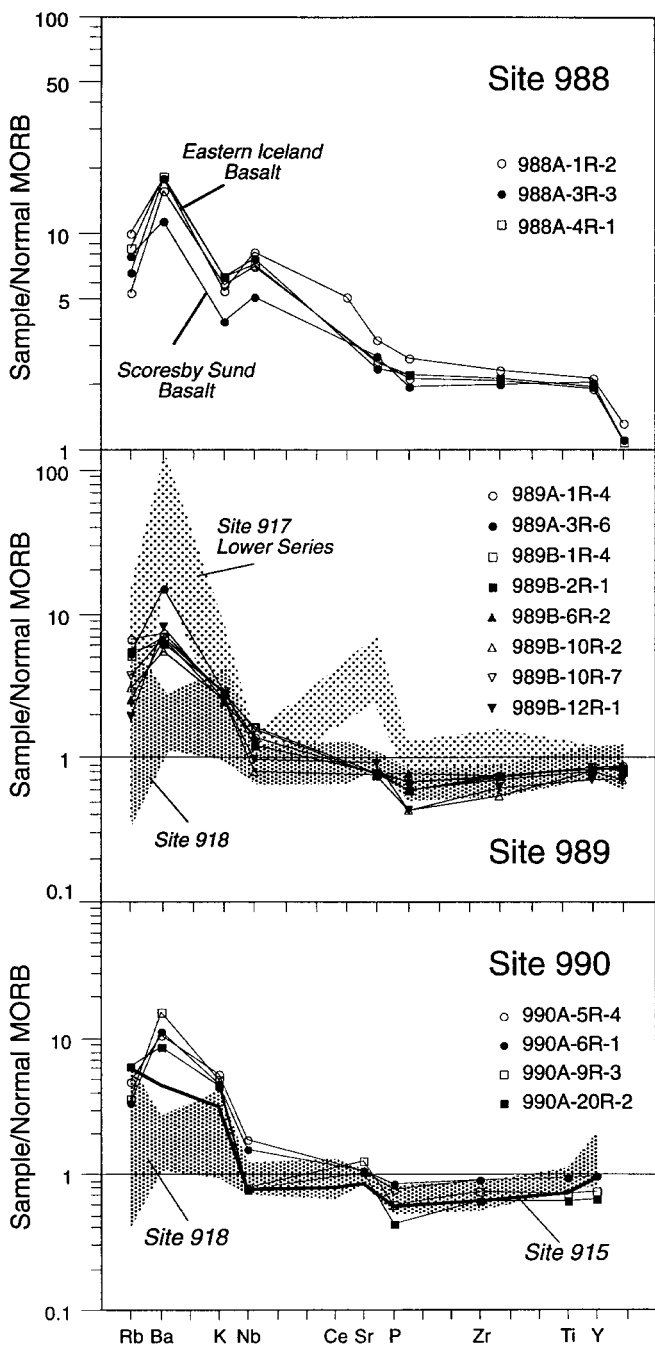 100
50
10
5
1
Sample/Normal MORB
Site 988
Eastern Iceland
Basalt
Scoresby Sund
Basalt
988A-1R-2
988A-3R-3
988A-4R-1
100
10
1
0.1
Sample/Normal MORB
Site 917
Lower Series
Site 918
989A-1R-4
989A-3R-6
989B-1R-4
989B-2R-1
989B-6R-2
989B-10R-2
989B-10R-7
989B-12R-1
Site 989
10
1
0.1
Sample/Normal MORB
Site 990
990A-5R-4
990A-6R-1
990A-9R-3
990A-20R-2
Site 918
Site 915
Rb Ba K Nb Ce Sr P Zr Ti Y